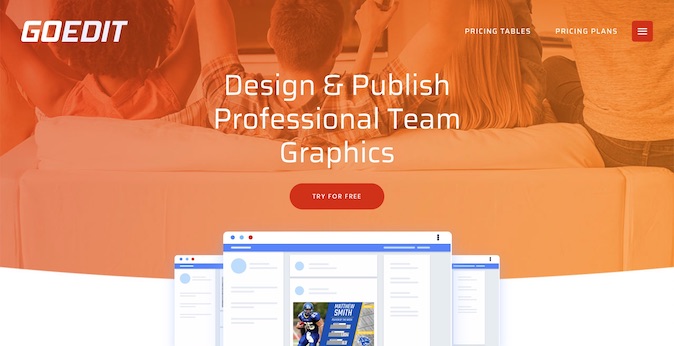 GOEDIT
PRICING TABLES
PRICING PLANS
Design & Publish
Professional Team
Graphics
TRY FOR FREE
MATTHEW
SMITH